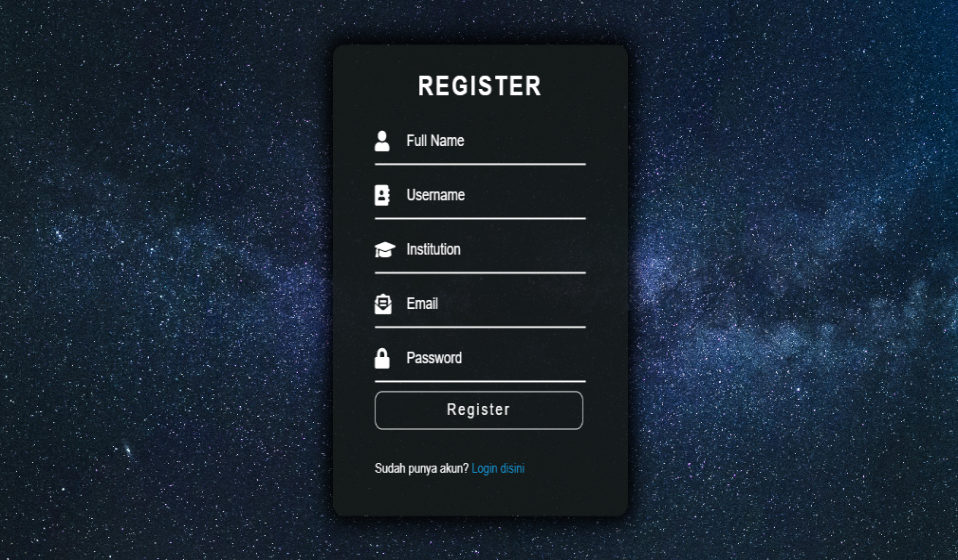 REGISTER
Full Name
Username
Institution
Email
Password
Register
Sudah punya akun? Login disini